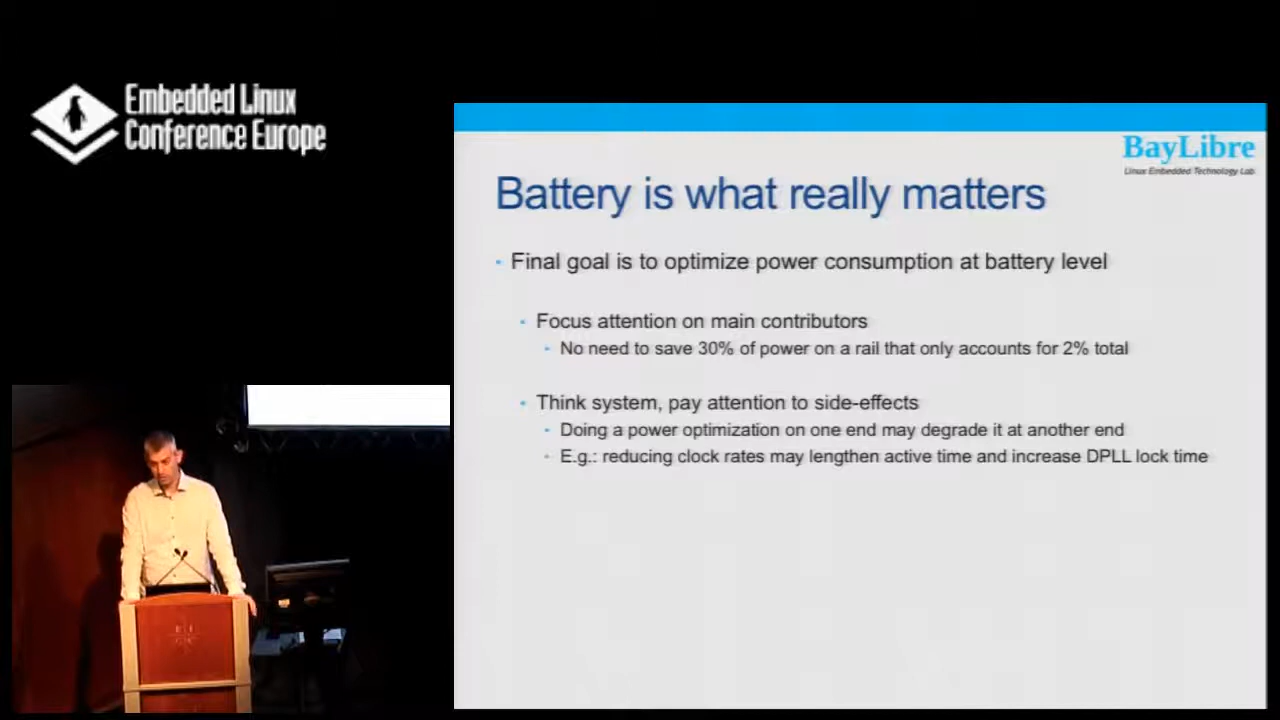 Embedded Linux
Conference Europe
BayLibre
Linux Embedded Technology Lab
Battery is what really matters
Final goal is to optimize power consumption at battery level
Focus attention on main contributors
No need to save 30% of power on a rail that only accounts for 2% total
Think system, pay attention to side-effects
Doing a power optimization on one end may degrade it at another end
E.g.: reducing clock rates may lengthen active time and increase DPLL lock time